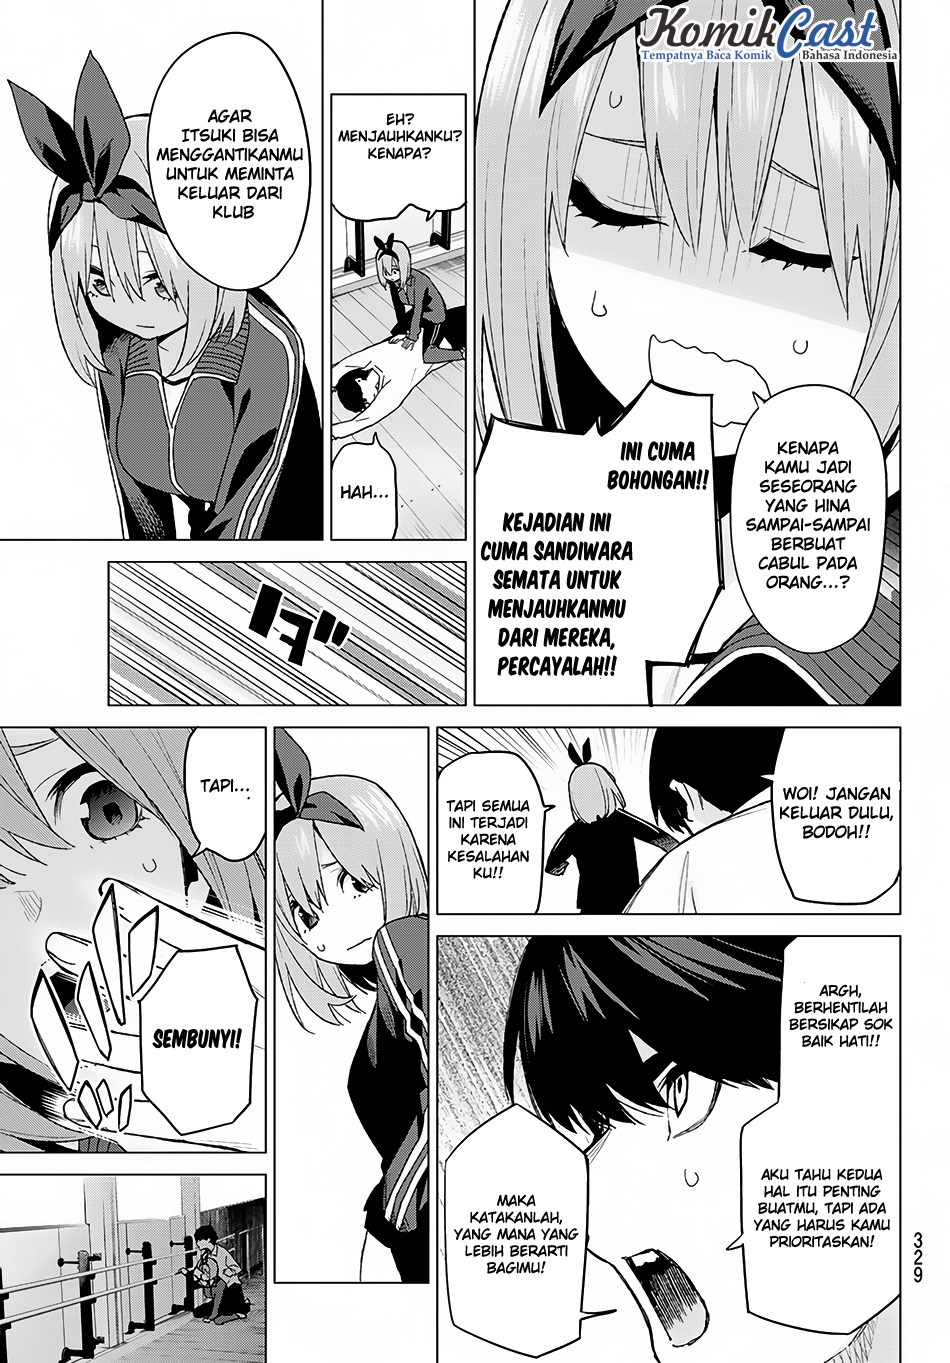 KomikCast
Tempatnya Baca Komik Bahasa Indonesia
KENAPA
KAMU JADI
SESEORANG
YANG HINA
SAMPAI-SAMPAI
BERBUAT
CABUL PADA
ORANG...?
INI CUMA
BOHONGAN!!
KEJADIAN INI
CUMA SANDIWARA
SEMATA UNTUK
MENJAUHKANMU
DARI MEREKA,
PERCAYALAH!!
EH?
MENJAUHKANKU?
KENAPA?
HAH...
AGAR
ITSUKI BISA
MENGGANTIKANMU
UNTUK MEMINTA
KELUAR DARI
KLUB
ダッ
WOI! JANGAN
KELUAR DULU,
BODOH!!
TAPI SEMUA
INI TERJADI
KARENA
KESALAHAN
KU!!
ARGH,
BERHENTILAH
BERSIKAP SOK
BAIK HATI!!
AKU TAHU KEDUA
HAL ITU PENTING
BUATMU, TAPI ADA
YANG HARUS KAMU
PRIORITASKAN!
MAKA
KATAKANLAH,
YANG MANA YANG
LEBIH BERARTI
BAGIMU!
TAPI...
SEMBUNYI!
329